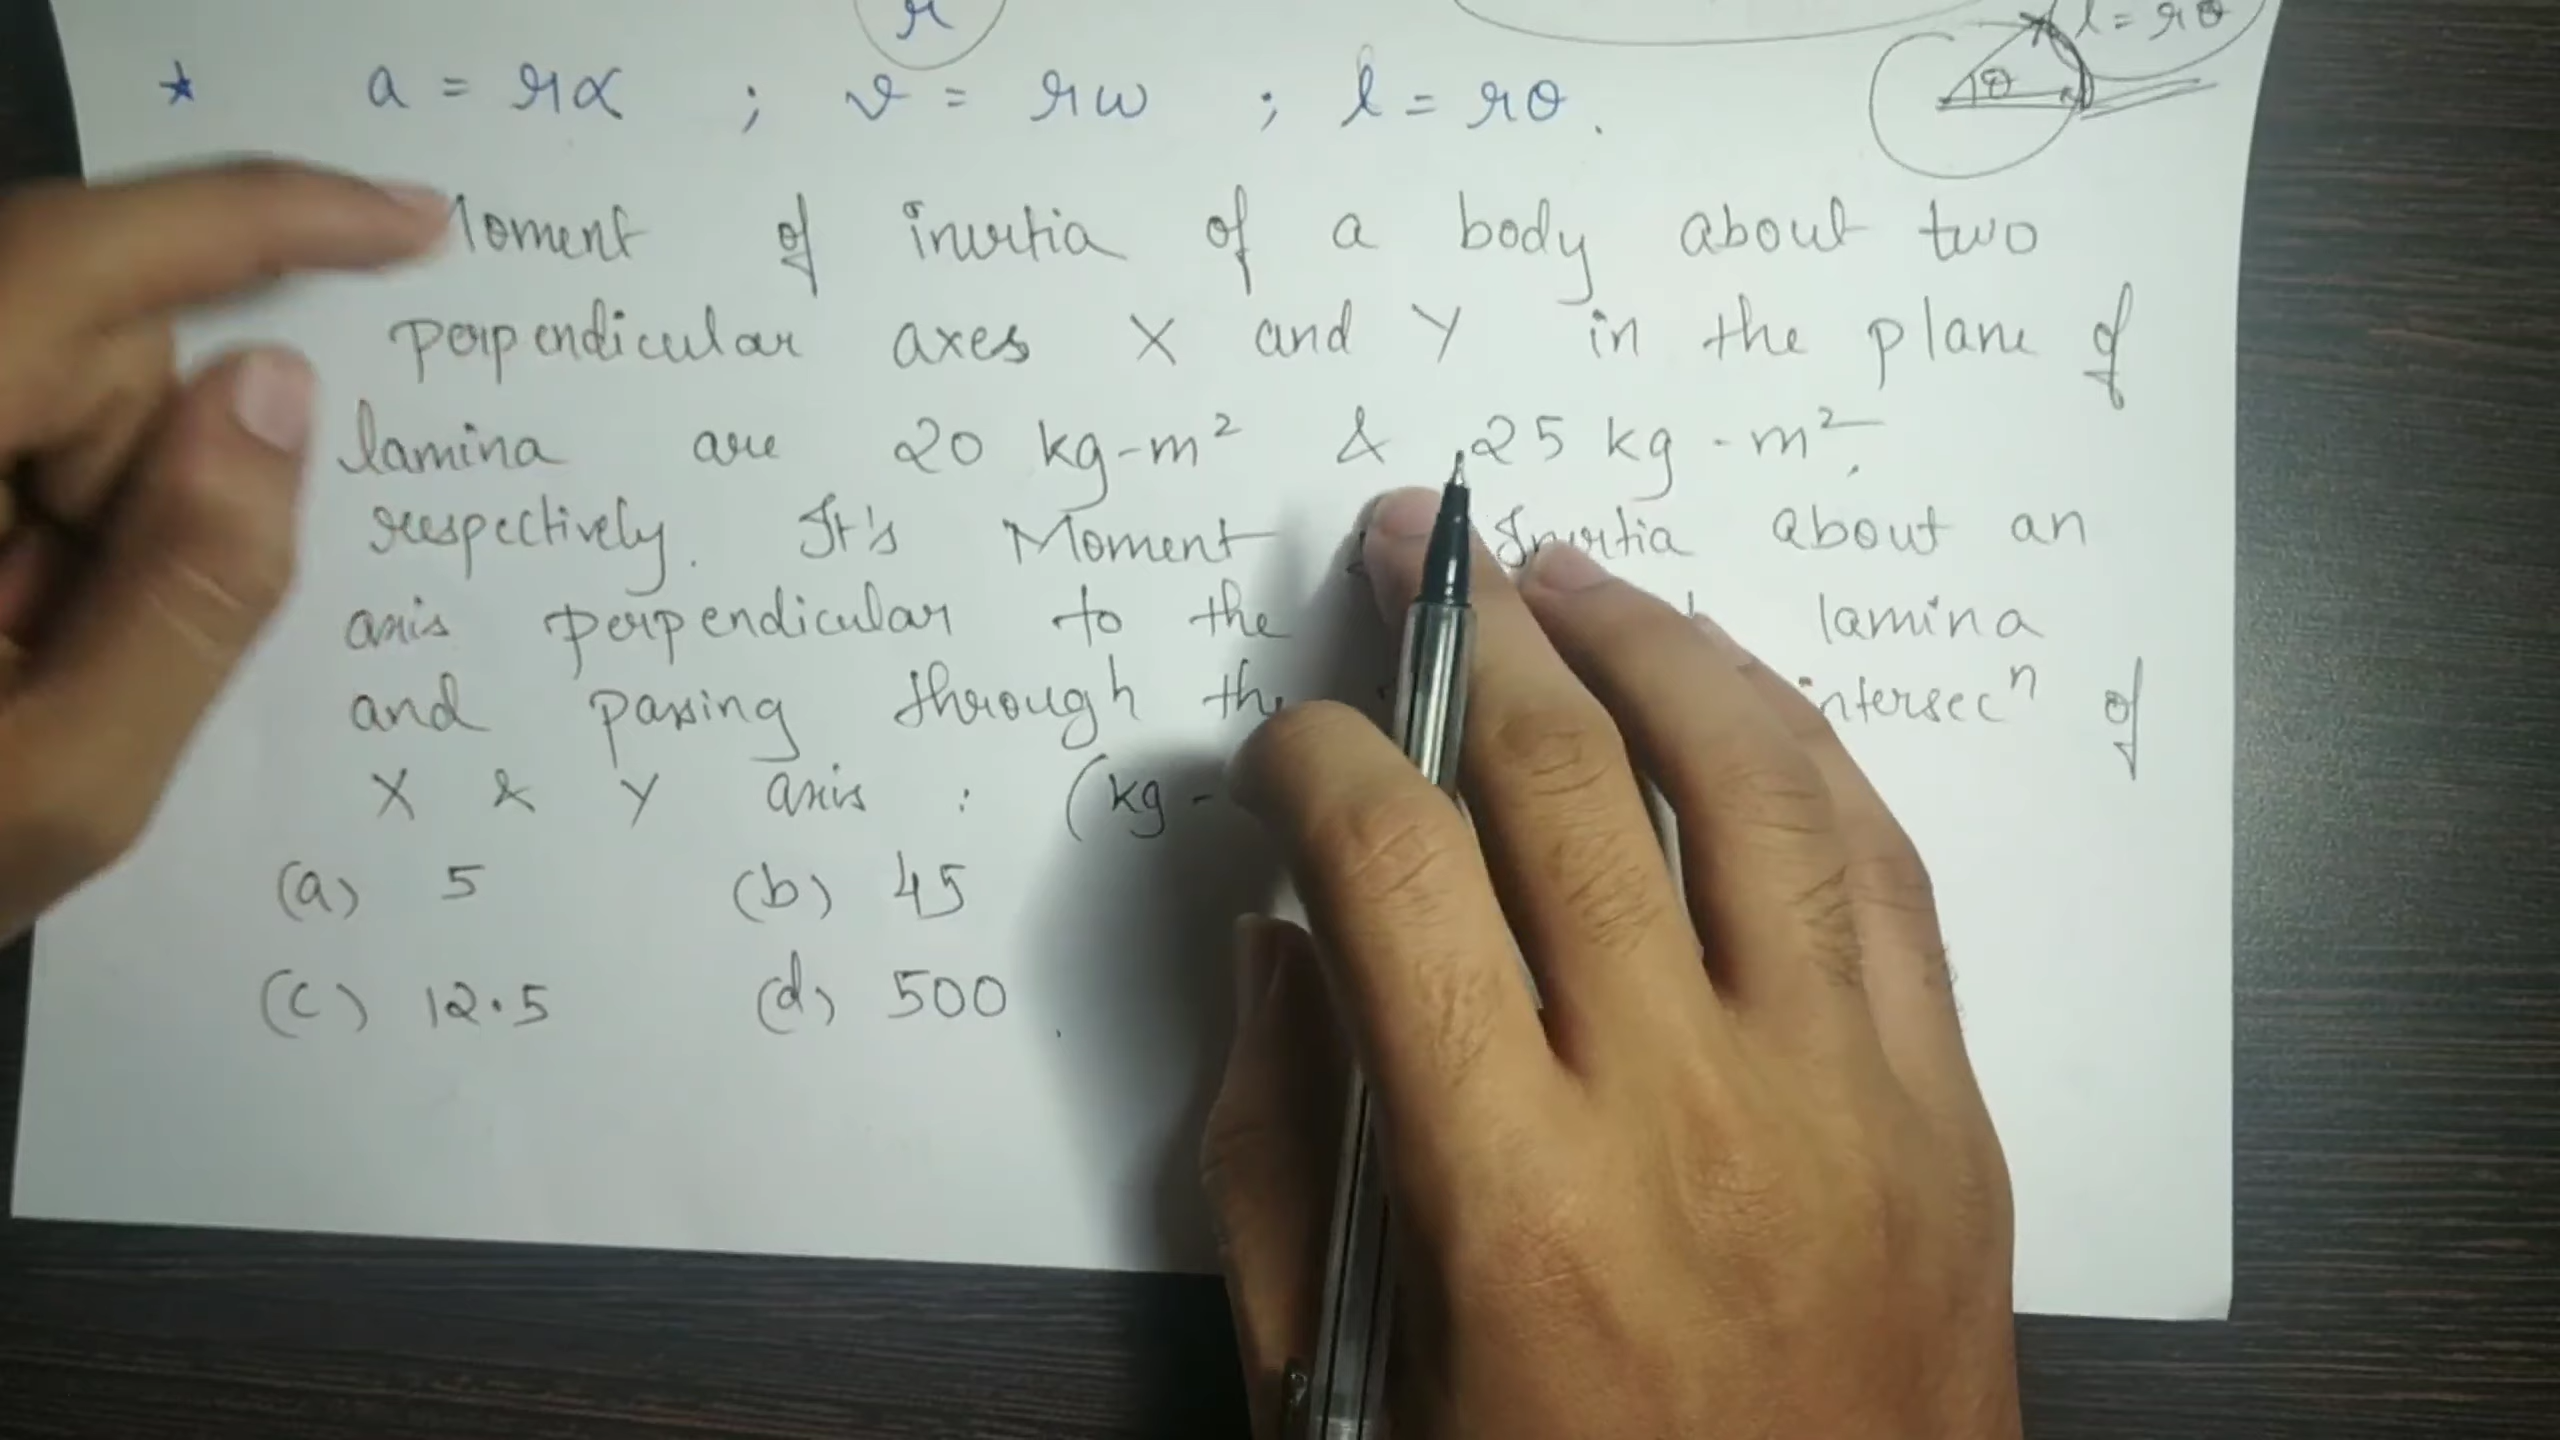 r
l = rθ
θ
★ a = rα ; v = rω ; l = rθ.
Moment of inertia of a body about two
perpendicular axes X and Y in the plane of
lamina are 20 kg-m² & 25 kg-m².
respectively. It's Moment Inertia about an
axis perpendicular to the lamina
and passing through the intersecⁿ of
X & Y axis : (kg-
(a) 5 (b) 45
(c) 12.5 (d) 500